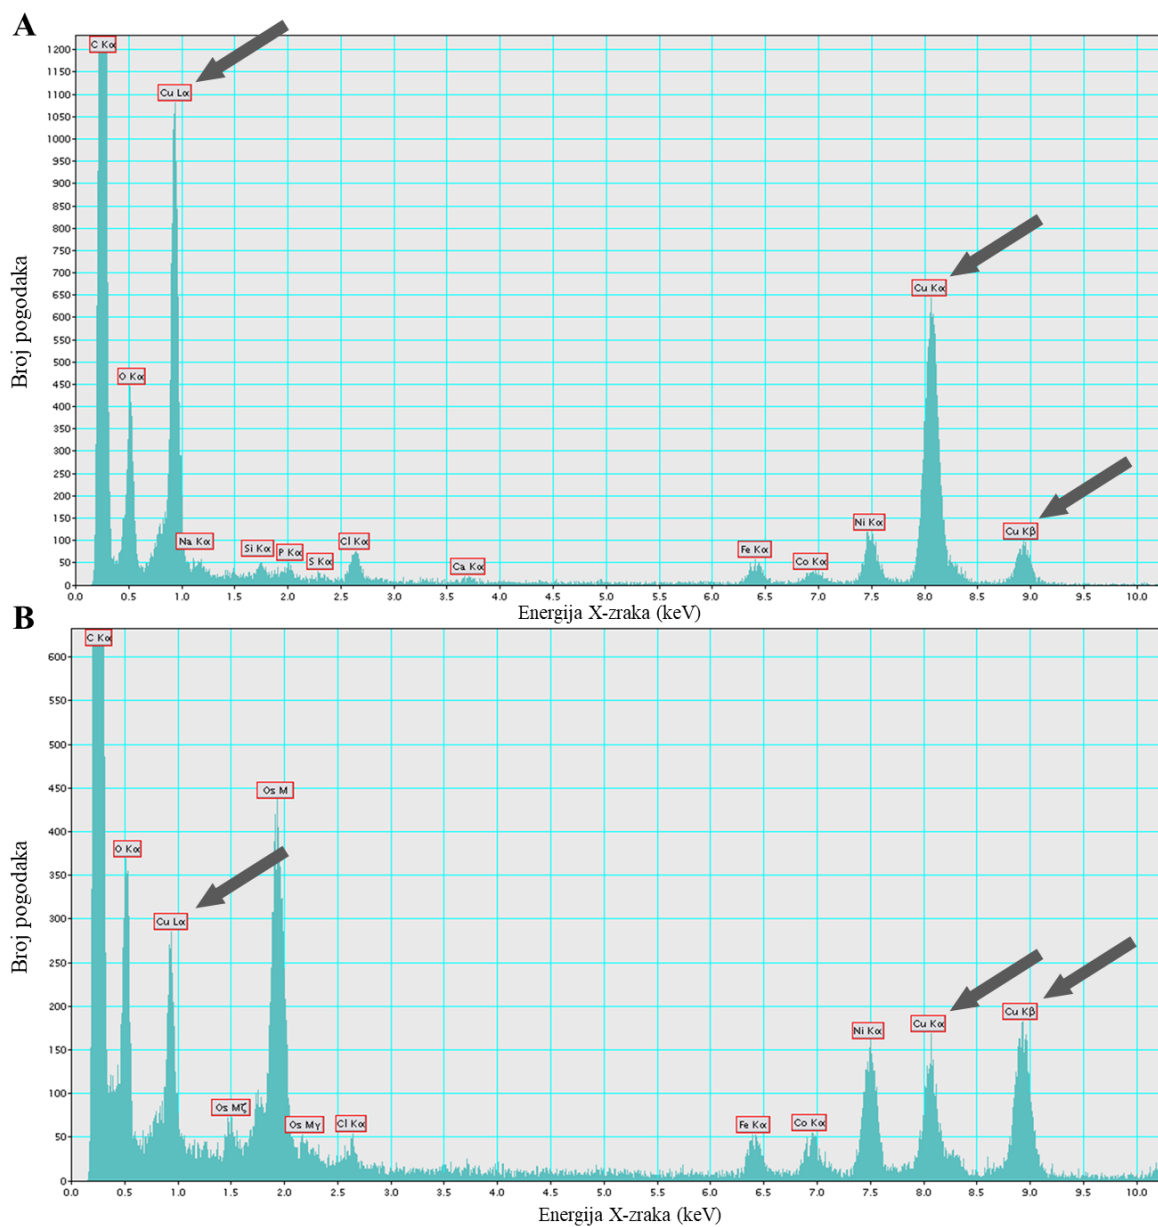 A
C Kα
Cu Lα
O Kα
Na Kα
Si Kα
P Kα
S Kα
Cl Kα
Ca Kα
Fe Kα
Co Kα
Ni Kα
Cu Kα
Cu Kβ
1200
1150
1100
1050
1000
950
900
850
800
750
700
650
600
550
500
450
400
350
300
250
200
150
100
50
0
Broj pogodaka
0.0 0.5 1.0 1.5 2.0 2.5 3.0 3.5 4.0 4.5 5.0 5.5 6.0 6.5 7.0 7.5 8.0 8.5 9.0 9.5 10.0
Energija X-zraka (keV)
B
C Kα
O Kα
Cu Lα
Os Mζ
Os M
Os Mγ
Cl Kα
Fe Kα
Co Kα
Ni Kα
Cu Kα
Cu Kβ
600
550
500
450
400
350
300
250
200
150
100
50
0
Broj pogodaka
0.0 0.5 1.0 1.5 2.0 2.5 3.0 3.5 4.0 4.5 5.0 5.5 6.0 6.5 7.0 7.5 8.0 8.5 9.0 9.5 10.0
Energija X-zraka (keV)